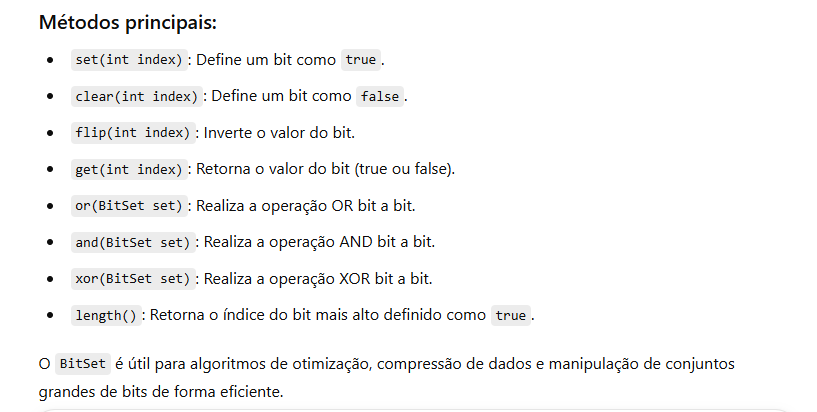 Métodos principais:
• set(int index): Define um bit como true.
• clear(int index): Define um bit como false.
• flip(int index): Inverte o valor do bit.
• get(int index): Retorna o valor do bit (true ou false).
• or(BitSet set): Realiza a operação OR bit a bit.
• and(BitSet set): Realiza a operação AND bit a bit.
• xor(BitSet set): Realiza a operação XOR bit a bit.
• length(): Retorna o índice do bit mais alto definido como true.
O BitSet é útil para algoritmos de otimização, compressão de dados e manipulação de conjuntos
grandes de bits de forma eficiente.